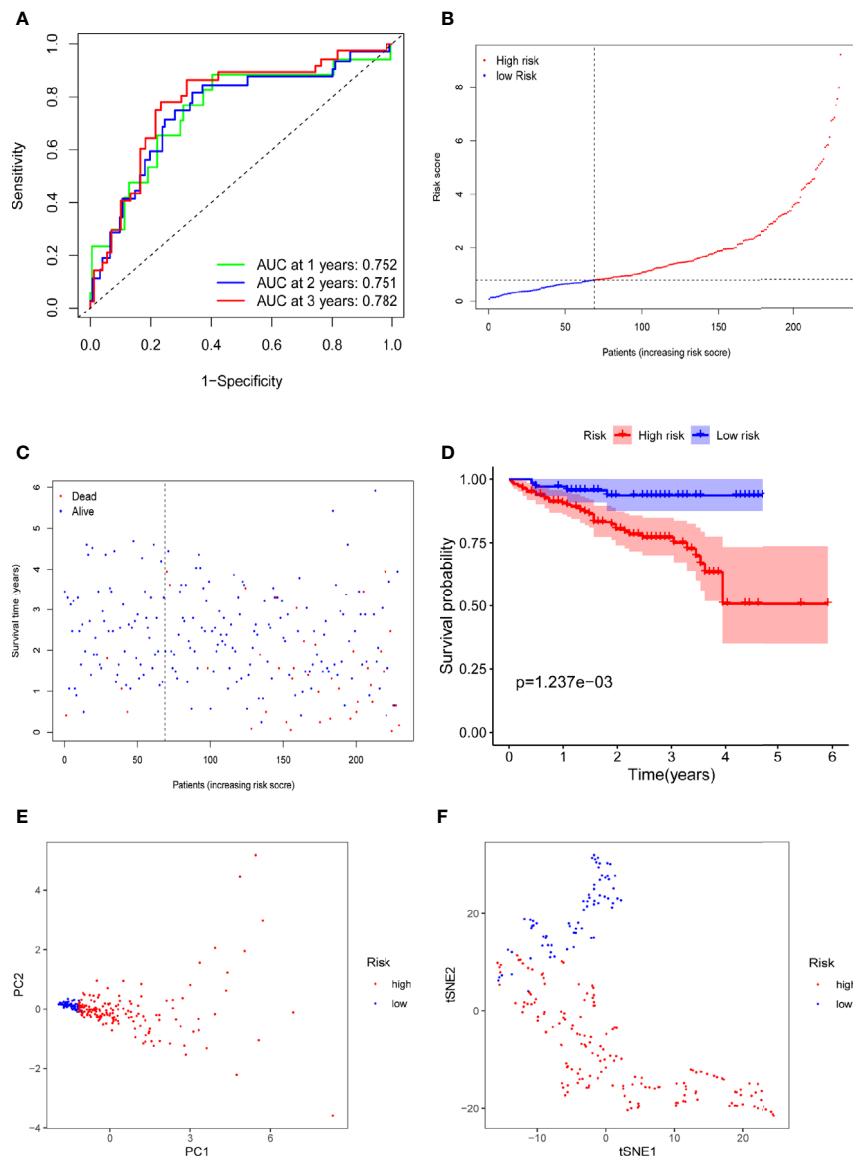 A
1.0
0.8
0.6
0.4
0.2
0.0
Sensitivity
AUC at 1 years: 0.752
AUC at 2 years: 0.751
AUC at 3 years: 0.782
0.0 0.2 0.4 0.6 0.8 1.0
1−Specificity
B
High risk
low Risk
8
6
4
2
0
Risk score
0 50 100 150 200
Patients (increasing risk socre)
C
Dead
Alive
6
5
4
3
2
1
0
Survival time (years)
0 50 100 150 200
Patients (increasing risk socre)
D
Risk High risk Low risk
1.00
0.75
0.50
0.25
0.00
Survival probability
p=1.237e−03
0 1 2 3 4 5 6
Time(years)
E
4
2
0
−2
−4
PC2
0 3 6
PC1
Risk
high
low
F
20
0
−20
tSNE2
−10 0 10 20
tSNE1
Risk
high
low